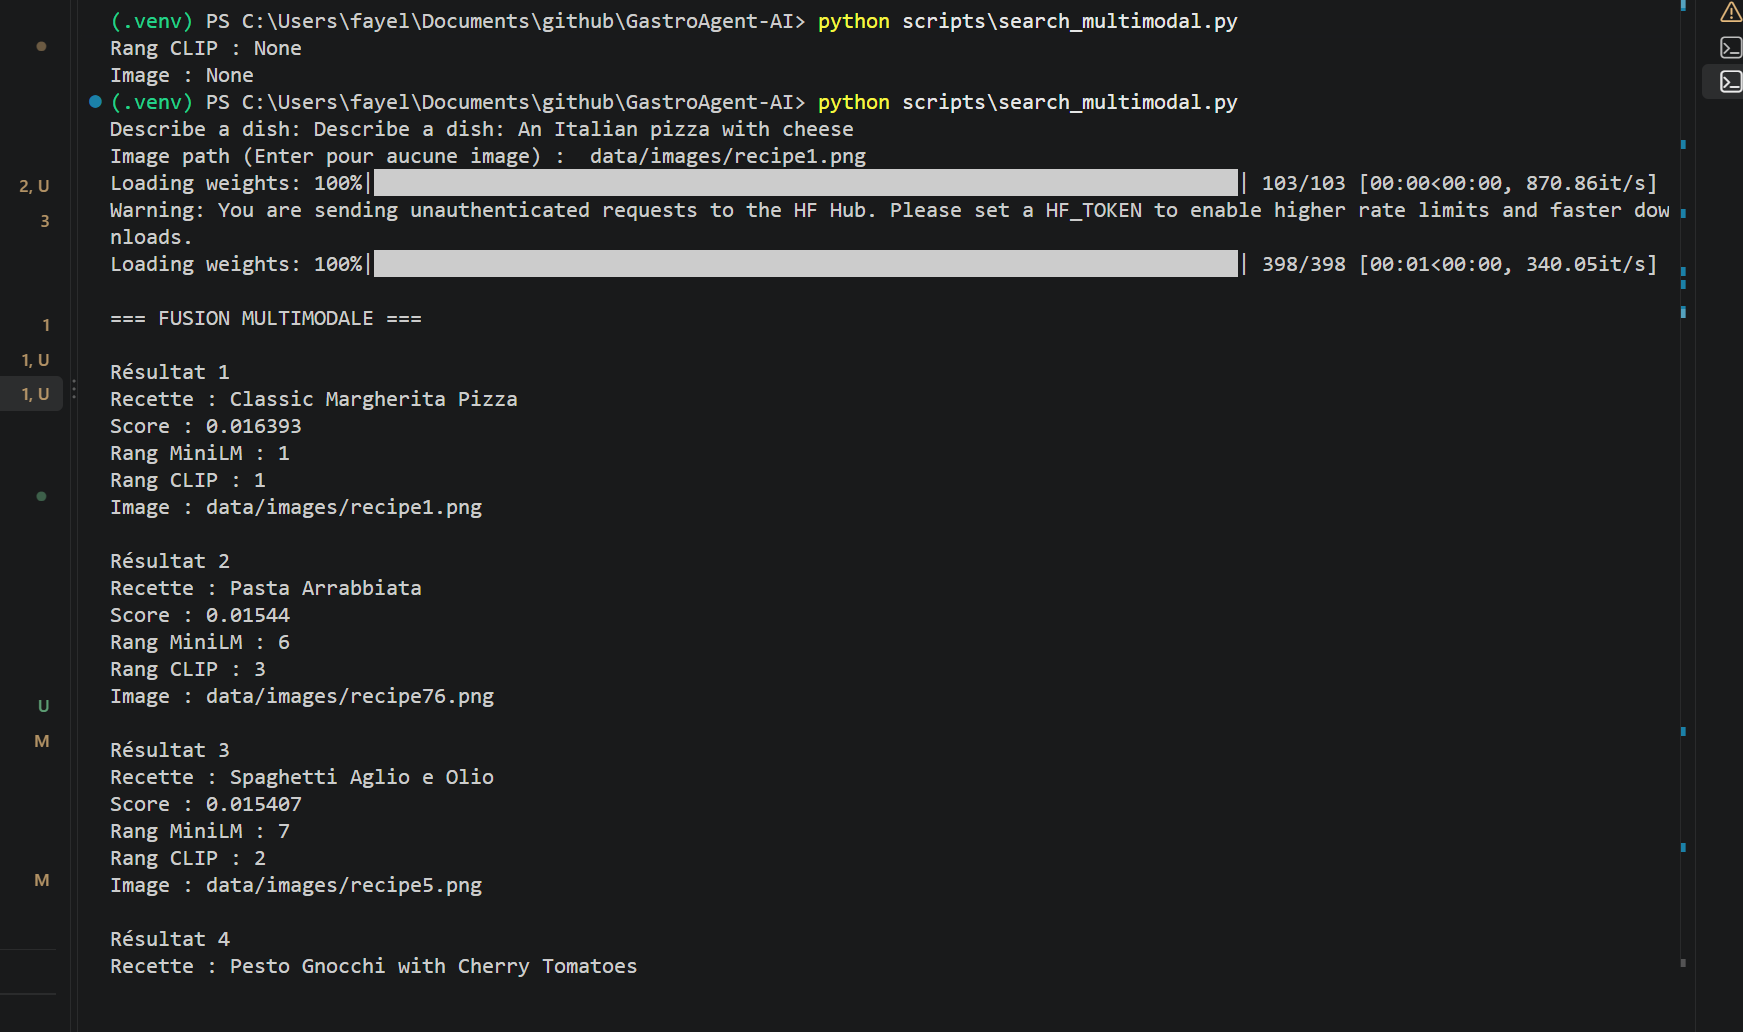 (.venv) PS C:\Users\fayel\Documents\github\GastroAgent-AI> python scripts\search_multimodal.py
Rang CLIP : None
Image : None
(.venv) PS C:\Users\fayel\Documents\github\GastroAgent-AI> python scripts\search_multimodal.py
Describe a dish: Describe a dish: An Italian pizza with cheese
Image path (Enter pour aucune image) :  data/images/recipe1.png
Loading weights: 100%| | 103/103 [00:00<00:00, 870.86it/s]
2, U
Warning: You are sending unauthenticated requests to the HF Hub. Please set a HF_TOKEN to enable higher rate limits and faster dow
3
nloads.
Loading weights: 100%| | 398/398 [00:01<00:00, 340.05it/s]
=== FUSION MULTIMODALE ===
1
1, U
Résultat 1
1, U
Recette : Classic Margherita Pizza
Score : 0.016393
Rang MiniLM : 1
Rang CLIP : 1
Image : data/images/recipe1.png
Résultat 2
Recette : Pasta Arrabbiata
Score : 0.01544
Rang MiniLM : 6
Rang CLIP : 3
Image : data/images/recipe76.png
U
M
Résultat 3
Recette : Spaghetti Aglio e Olio
Score : 0.015407
Rang MiniLM : 7
Rang CLIP : 2
M
Image : data/images/recipe5.png
Résultat 4
Recette : Pesto Gnocchi with Cherry Tomatoes